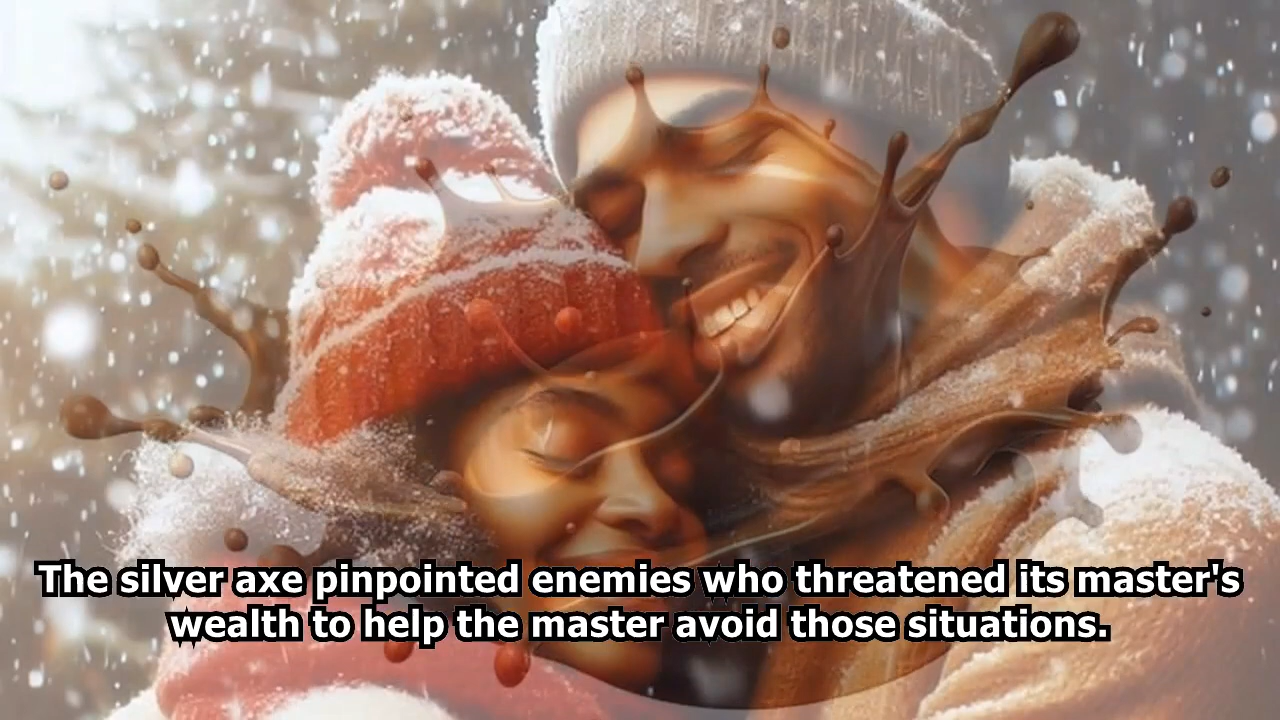 The silver axe pinpointed enemies who threatened its master's
wealth to help the master avoid those situations.